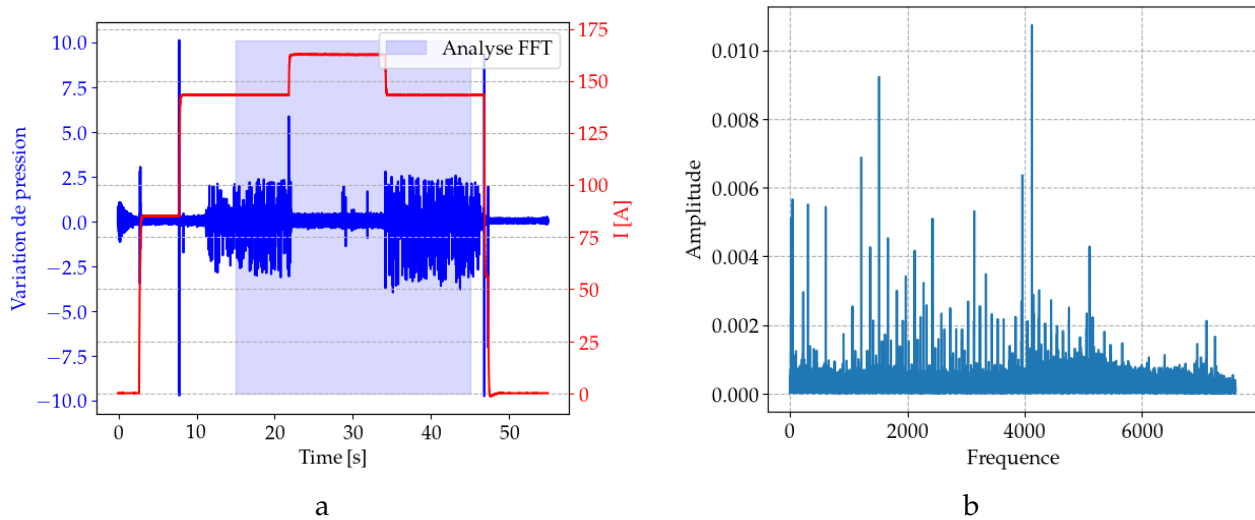 Analyse FFT
10.0
7.5
5.0
2.5
0.0
−2.5
−5.0
−7.5
−10.0
Variation de pression
175
150
125
100
75
50
25
0
I [A]
0 10 20 30 40 50
Time [s]
a
0.010
0.008
0.006
0.004
0.002
0.000
Amplitude
0 2000 4000 6000
Frequence
b